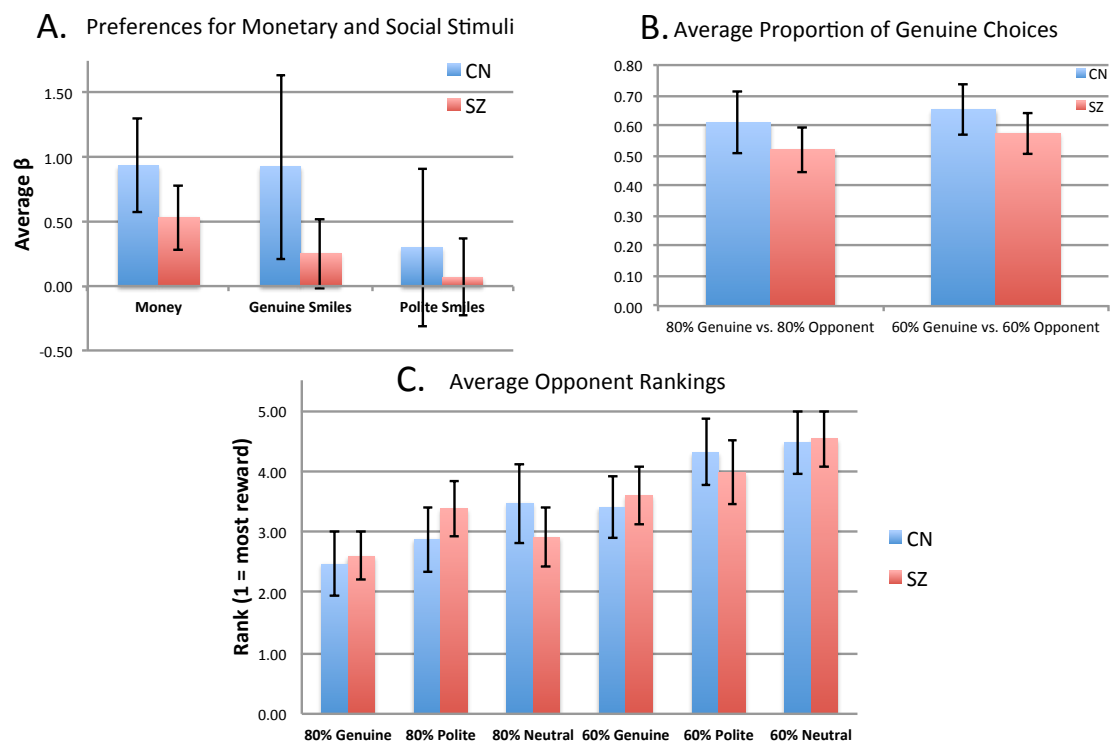 A. Preferences for Monetary and Social Stimuli
CN
SZ
Average β
1.50
1.00
0.50
0.00
-0.50
Money
Genuine Smiles
Polite Smiles
B. Average Proportion of Genuine Choices
CN
SZ
0.80
0.70
0.60
0.50
0.40
0.30
0.20
0.10
0.00
80% Genuine vs. 80% Opponent
60% Genuine vs. 60% Opponent
C. Average Opponent Rankings
Rank (1 = most reward)
5.00
4.00
3.00
2.00
1.00
0.00
80% Genuine
80% Polite
80% Neutral
60% Genuine
60% Polite
60% Neutral
CN
SZ